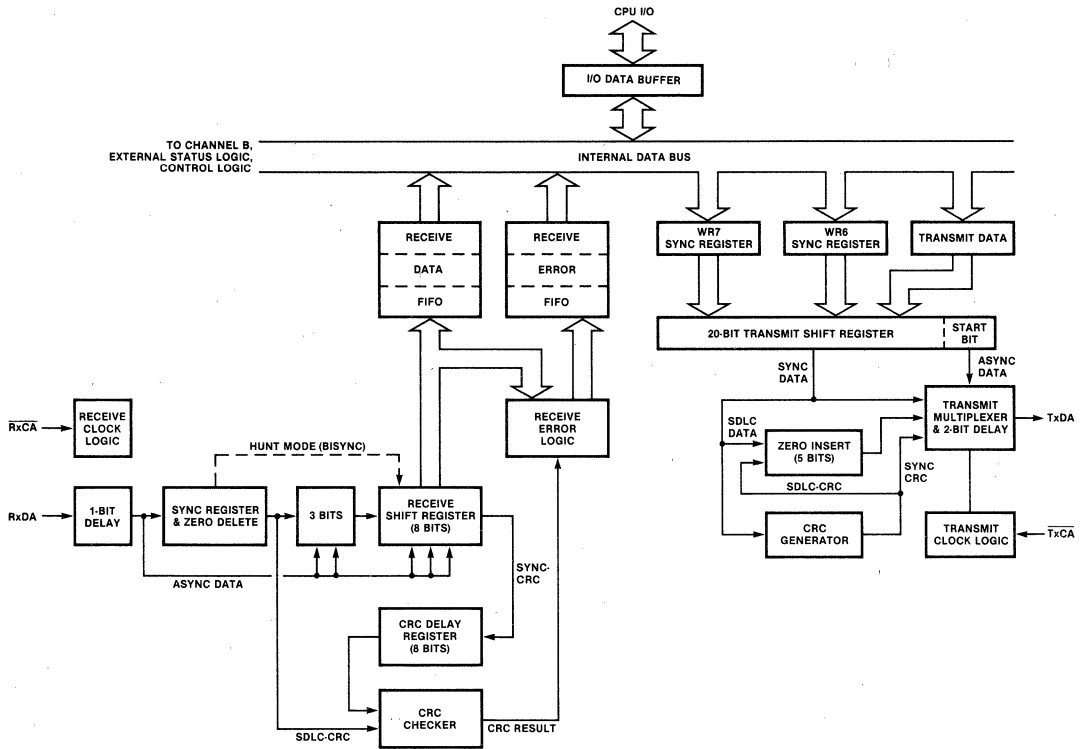 CPU I/O
I/O DATA BUFFER
TO CHANNEL B,
EXTERNAL STATUS LOGIC,
CONTROL LOGIC
INTERNAL DATA BUS
RECEIVE
DATA
FIFO
RECEIVE
ERROR
FIFO
WR7
SYNC REGISTER
WR6
SYNC REGISTER
TRANSMIT DATA
20-BIT TRANSMIT SHIFT REGISTER
START
BIT
SYNC
DATA
ASYNC
DATA
RxCA
RECEIVE
CLOCK
LOGIC
RECEIVE
ERROR
LOGIC
TRANSMIT
MULTIPLEXER
& 2-BIT DELAY
TxDA
SDLC
DATA
ZERO INSERT
(5 BITS)
SYNC
CRC
SDLC-CRC
HUNT MODE (BISYNC)
RxDA
1-BIT
DELAY
SYNC REGISTER
& ZERO DELETE
3 BITS
RECEIVE
SHIFT REGISTER
(8 BITS)
CRC
GENERATOR
TRANSMIT
CLOCK LOGIC
TxCA
ASYNC DATA
SYNC-
CRC
CRC DELAY
REGISTER
(8 BITS)
CRC
CHECKER
SDLC-CRC
CRC RESULT